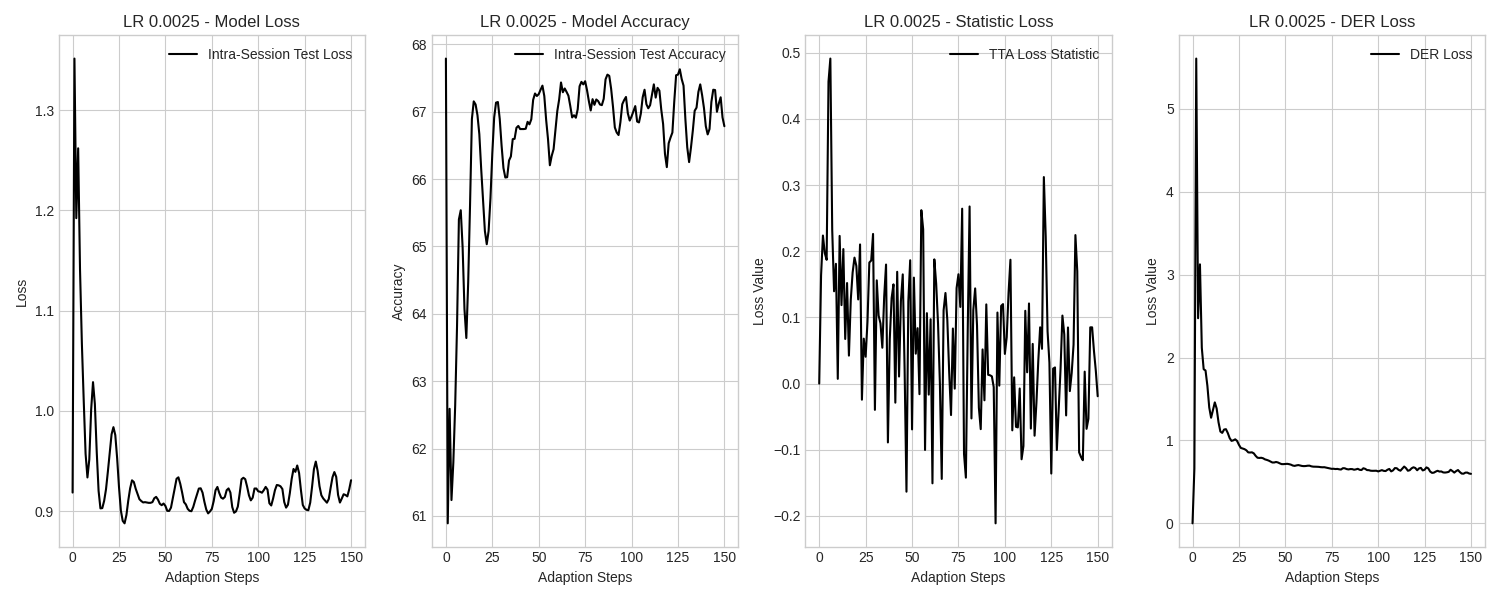 LR 0.0025 - Model Loss
Intra-Session Test Loss
Loss
1.3
1.2
1.1
1.0
0.9
0 25 50 75 100 125 150
Adaption Steps
LR 0.0025 - Model Accuracy
Intra-Session Test Accuracy
Accuracy
68
67
66
65
64
63
62
61
0 25 50 75 100 125 150
Adaption Steps
LR 0.0025 - Statistic Loss
TTA Loss Statistic
Loss Value
0.5
0.4
0.3
0.2
0.1
0.0
−0.1
−0.2
0 25 50 75 100 125 150
Adaption Steps
LR 0.0025 - DER Loss
DER Loss
Loss Value
5
4
3
2
1
0
0 25 50 75 100 125 150
Adaption Steps